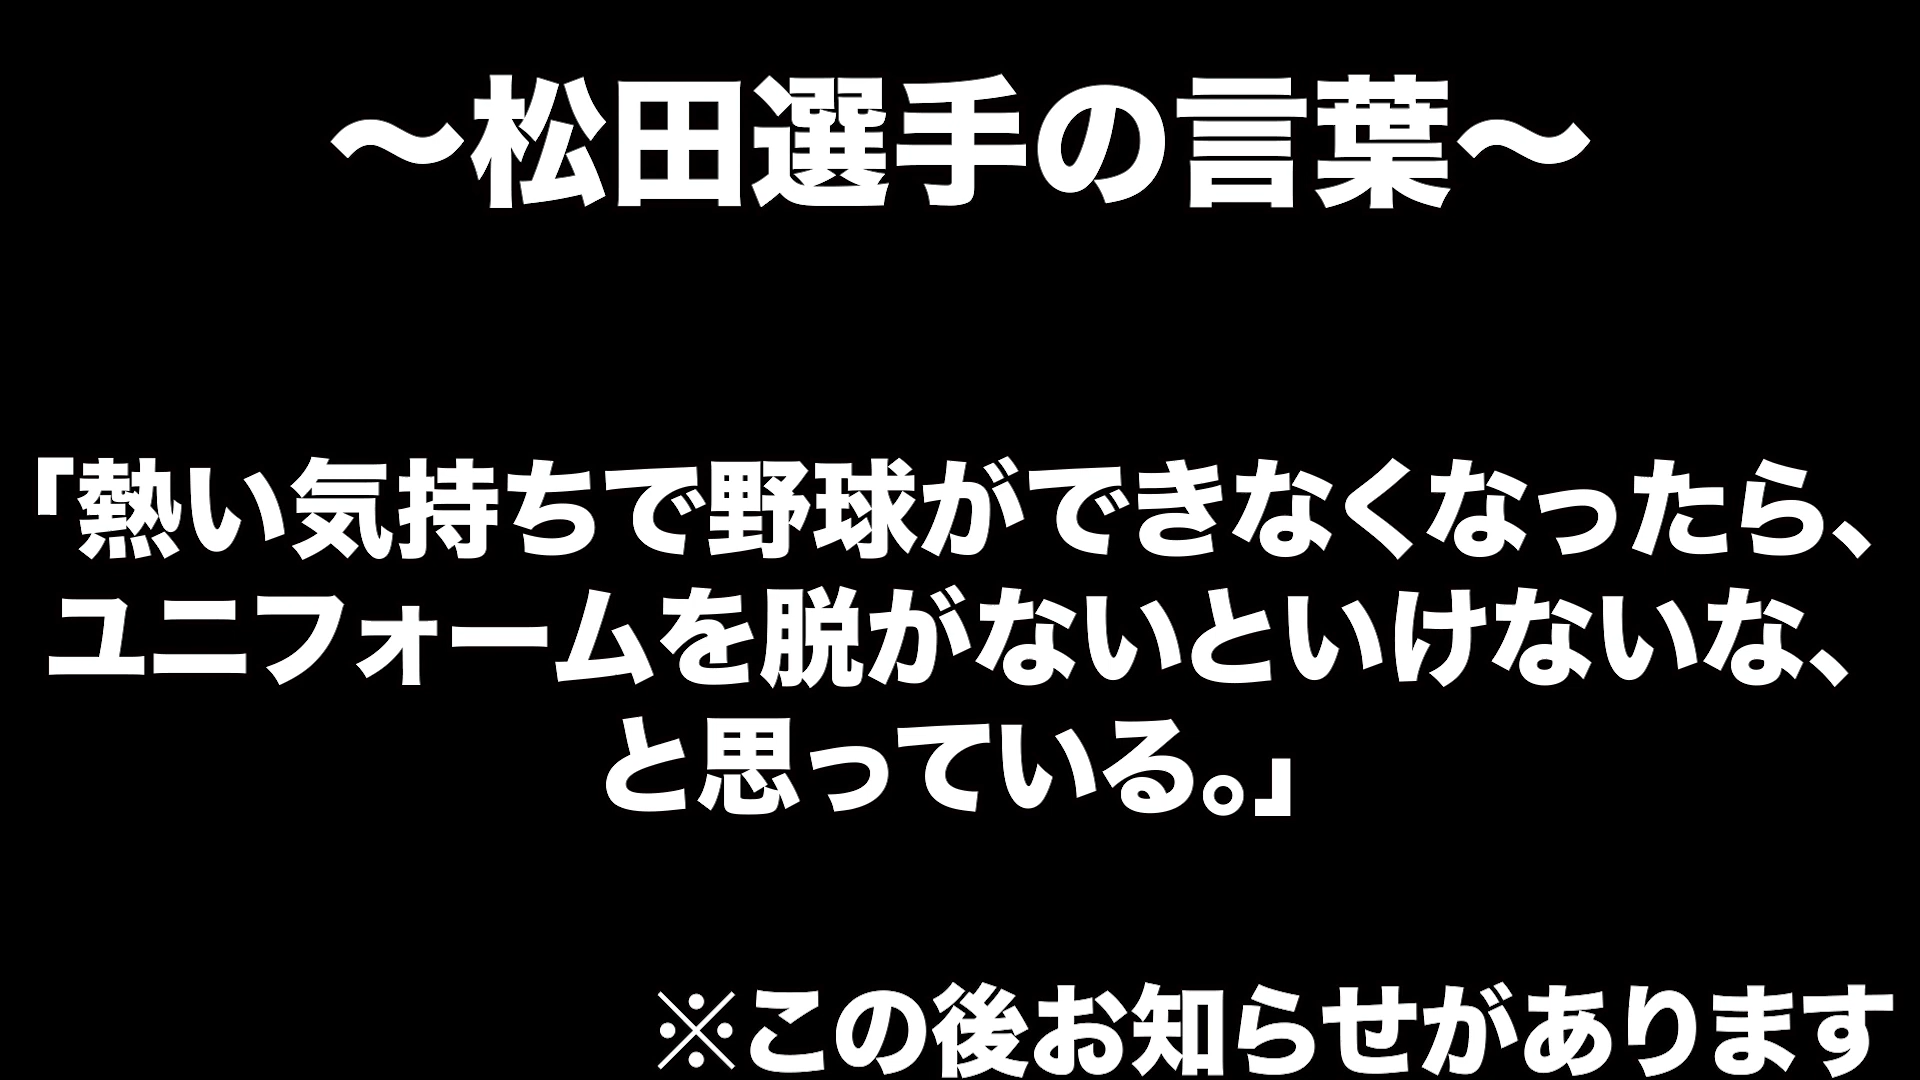 〜松田選手の言葉〜
「熱い気持ちで野球ができなくなったら、
ユニフォームを脱がないといけないな、
と思っている。」
※この後お知らせがあります